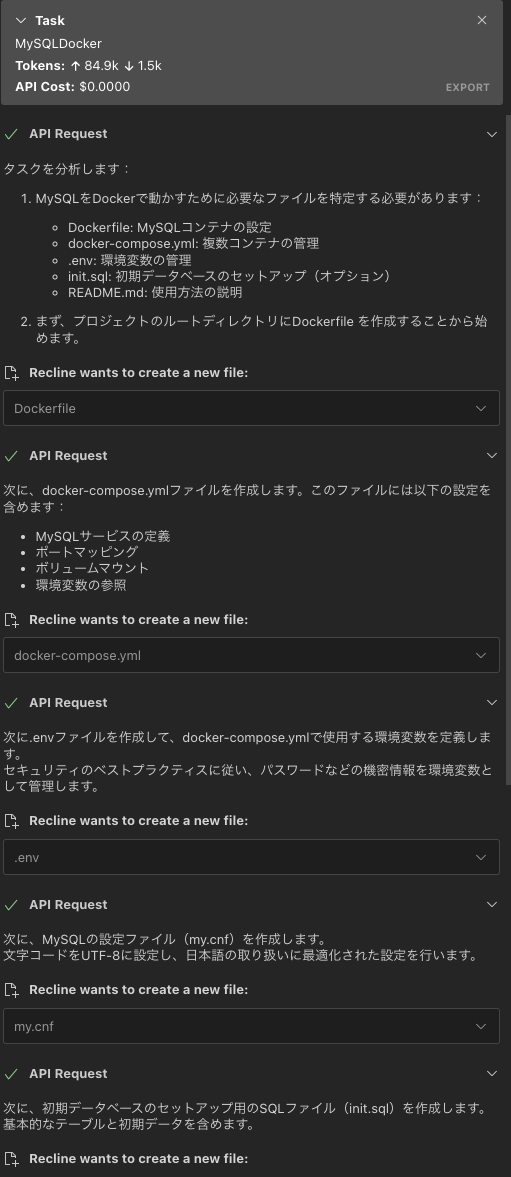 Task
MySQLDocker
Tokens: ↑ 84.9k ↓ 1.5k
API Cost: $0.0000
EXPORT
API Request
タスクを分析します：
1. MySQLをDockerで動かすために必要なファイルを特定する必要があります：
Dockerfile: MySQLコンテナの設定
docker-compose.yml: 複数コンテナの管理
.env: 環境変数の管理
init.sql: 初期データベースのセットアップ（オプション）
README.md: 使用方法の説明
2. まず、プロジェクトのルートディレクトリにDockerfile を作成することから始
めます。
Recline wants to create a new file:
Dockerfile
API Request
次に、docker-compose.ymlファイルを作成します。このファイルには以下の設定を
含めます：
MySQLサービスの定義
ポートマッピング
ボリュームマウント
環境変数の参照
Recline wants to create a new file:
docker-compose.yml
API Request
次に.envファイルを作成して、docker-compose.ymlで使用する環境変数を定義しま
す。
セキュリティのベストプラクティスに従い、パスワードなどの機密情報を環境変数と
して管理します。
Recline wants to create a new file:
.env
API Request
次に、MySQLの設定ファイル（my.cnf）を作成します。
文字コードをUTF-8に設定し、日本語の取り扱いに最適化された設定を行います。
Recline wants to create a new file:
my.cnf
API Request
次に、初期データベースのセットアップ用のSQLファイル（init.sql）を作成します。
基本的なテーブルと初期データを含めます。
Recline wants to create a new file: